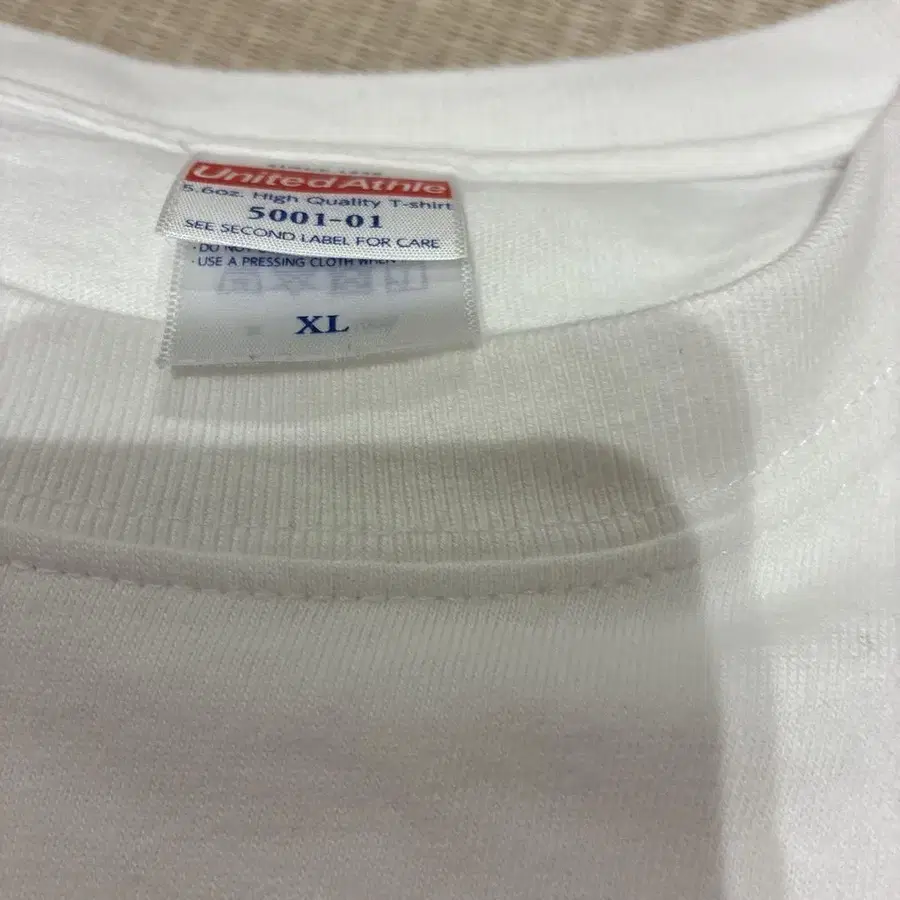 United Athle
5.6oz. High Quality T-shirt
5001-01
SEE SECOND LABEL FOR CARE
· USE A PRESSING CLOTH WHEN
XL